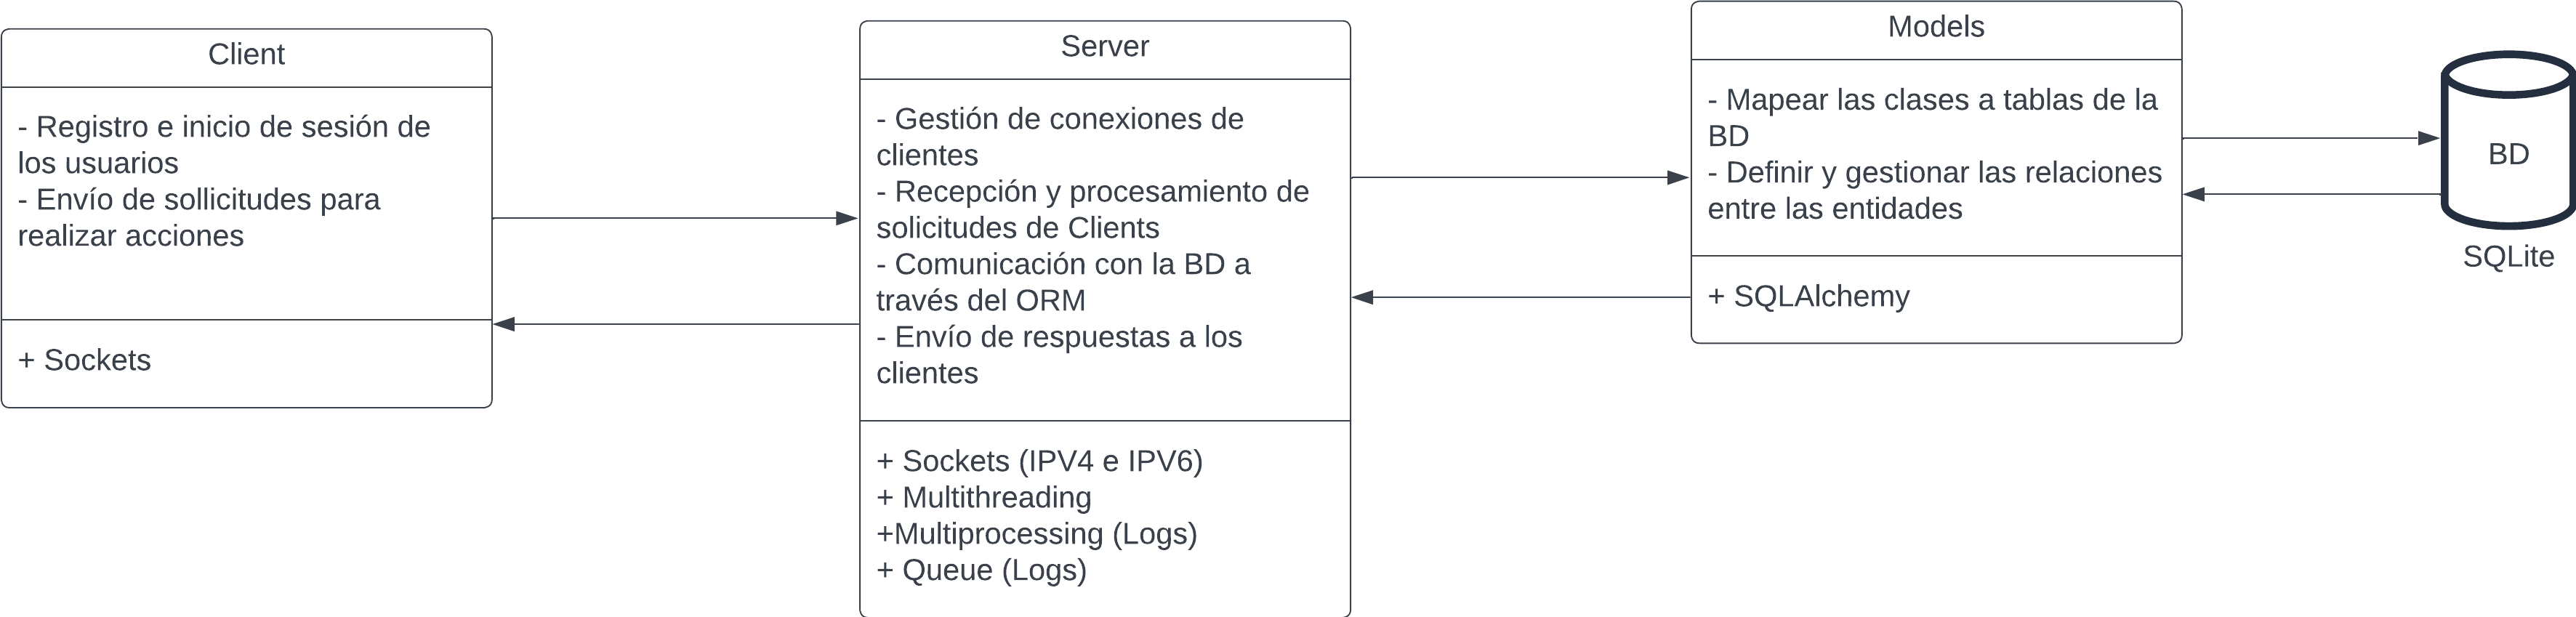 Client
- Registro e inicio de sesión de
los usuarios
- Envío de sollicitudes para
realizar acciones
+ Sockets
Server
- Gestión de conexiones de
clientes
- Recepción y procesamiento de
solicitudes de Clients
- Comunicación con la BD a
través del ORM
- Envío de respuestas a los
clientes
+ Sockets (IPV4 e IPV6)
+ Multithreading
+Multiprocessing (Logs)
+ Queue (Logs)
Models
- Mapear las clases a tablas de la
BD
- Definir y gestionar las relaciones
entre las entidades
+ SQLAlchemy
BD
SQLite